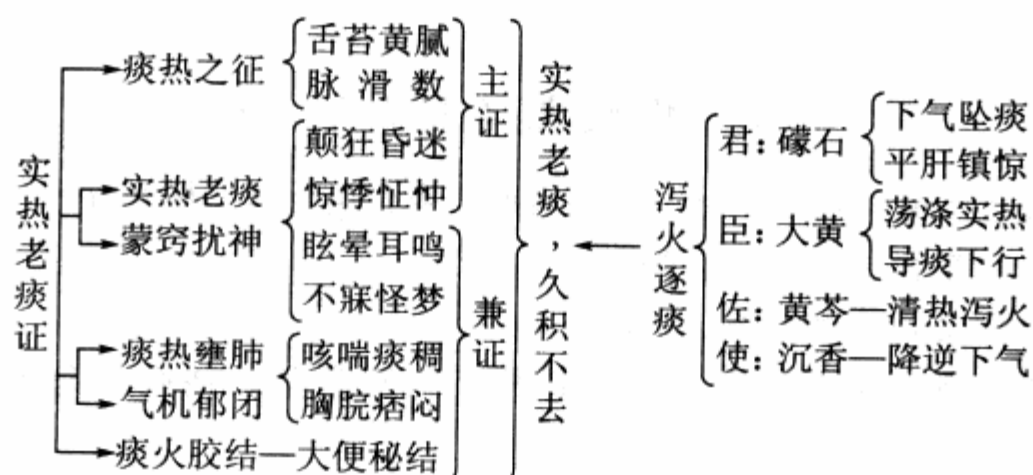 实热老痰证
痰热之征
舌苔黄腻
脉滑数
实热老痰
蒙窍扰神
颠狂昏迷
惊悸怔忡
眩晕耳鸣
不寐怪梦
痰热壅肺
气机郁闭
咳喘痰稠
胸脘痞闷
痰火胶结—大便秘结
主证
兼证
实热老痰，久积不去
泻火逐痰
君：礞石
下气坠痰
平肝镇惊
臣：大黄
荡涤实热
导痰下行
佐：黄芩—清热泻火
使：沉香—降逆下气